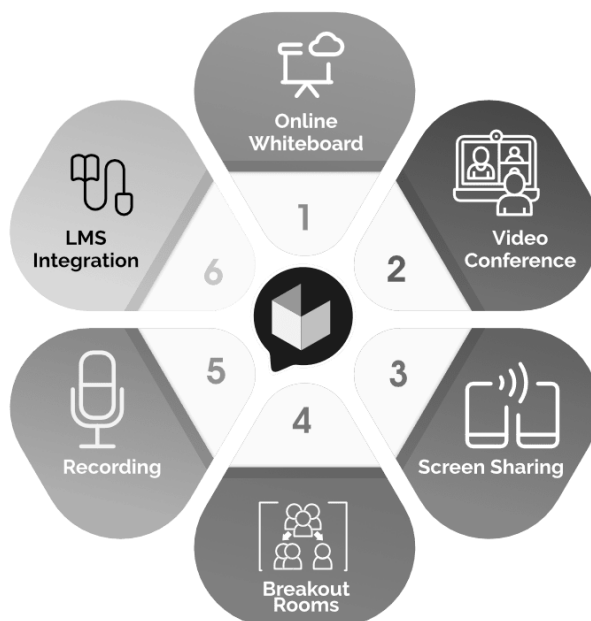 Online
Whiteboard
1
Video
Conference
2
Screen Sharing
3
Breakout
Rooms
4
Recording
5
LMS
Integration
6